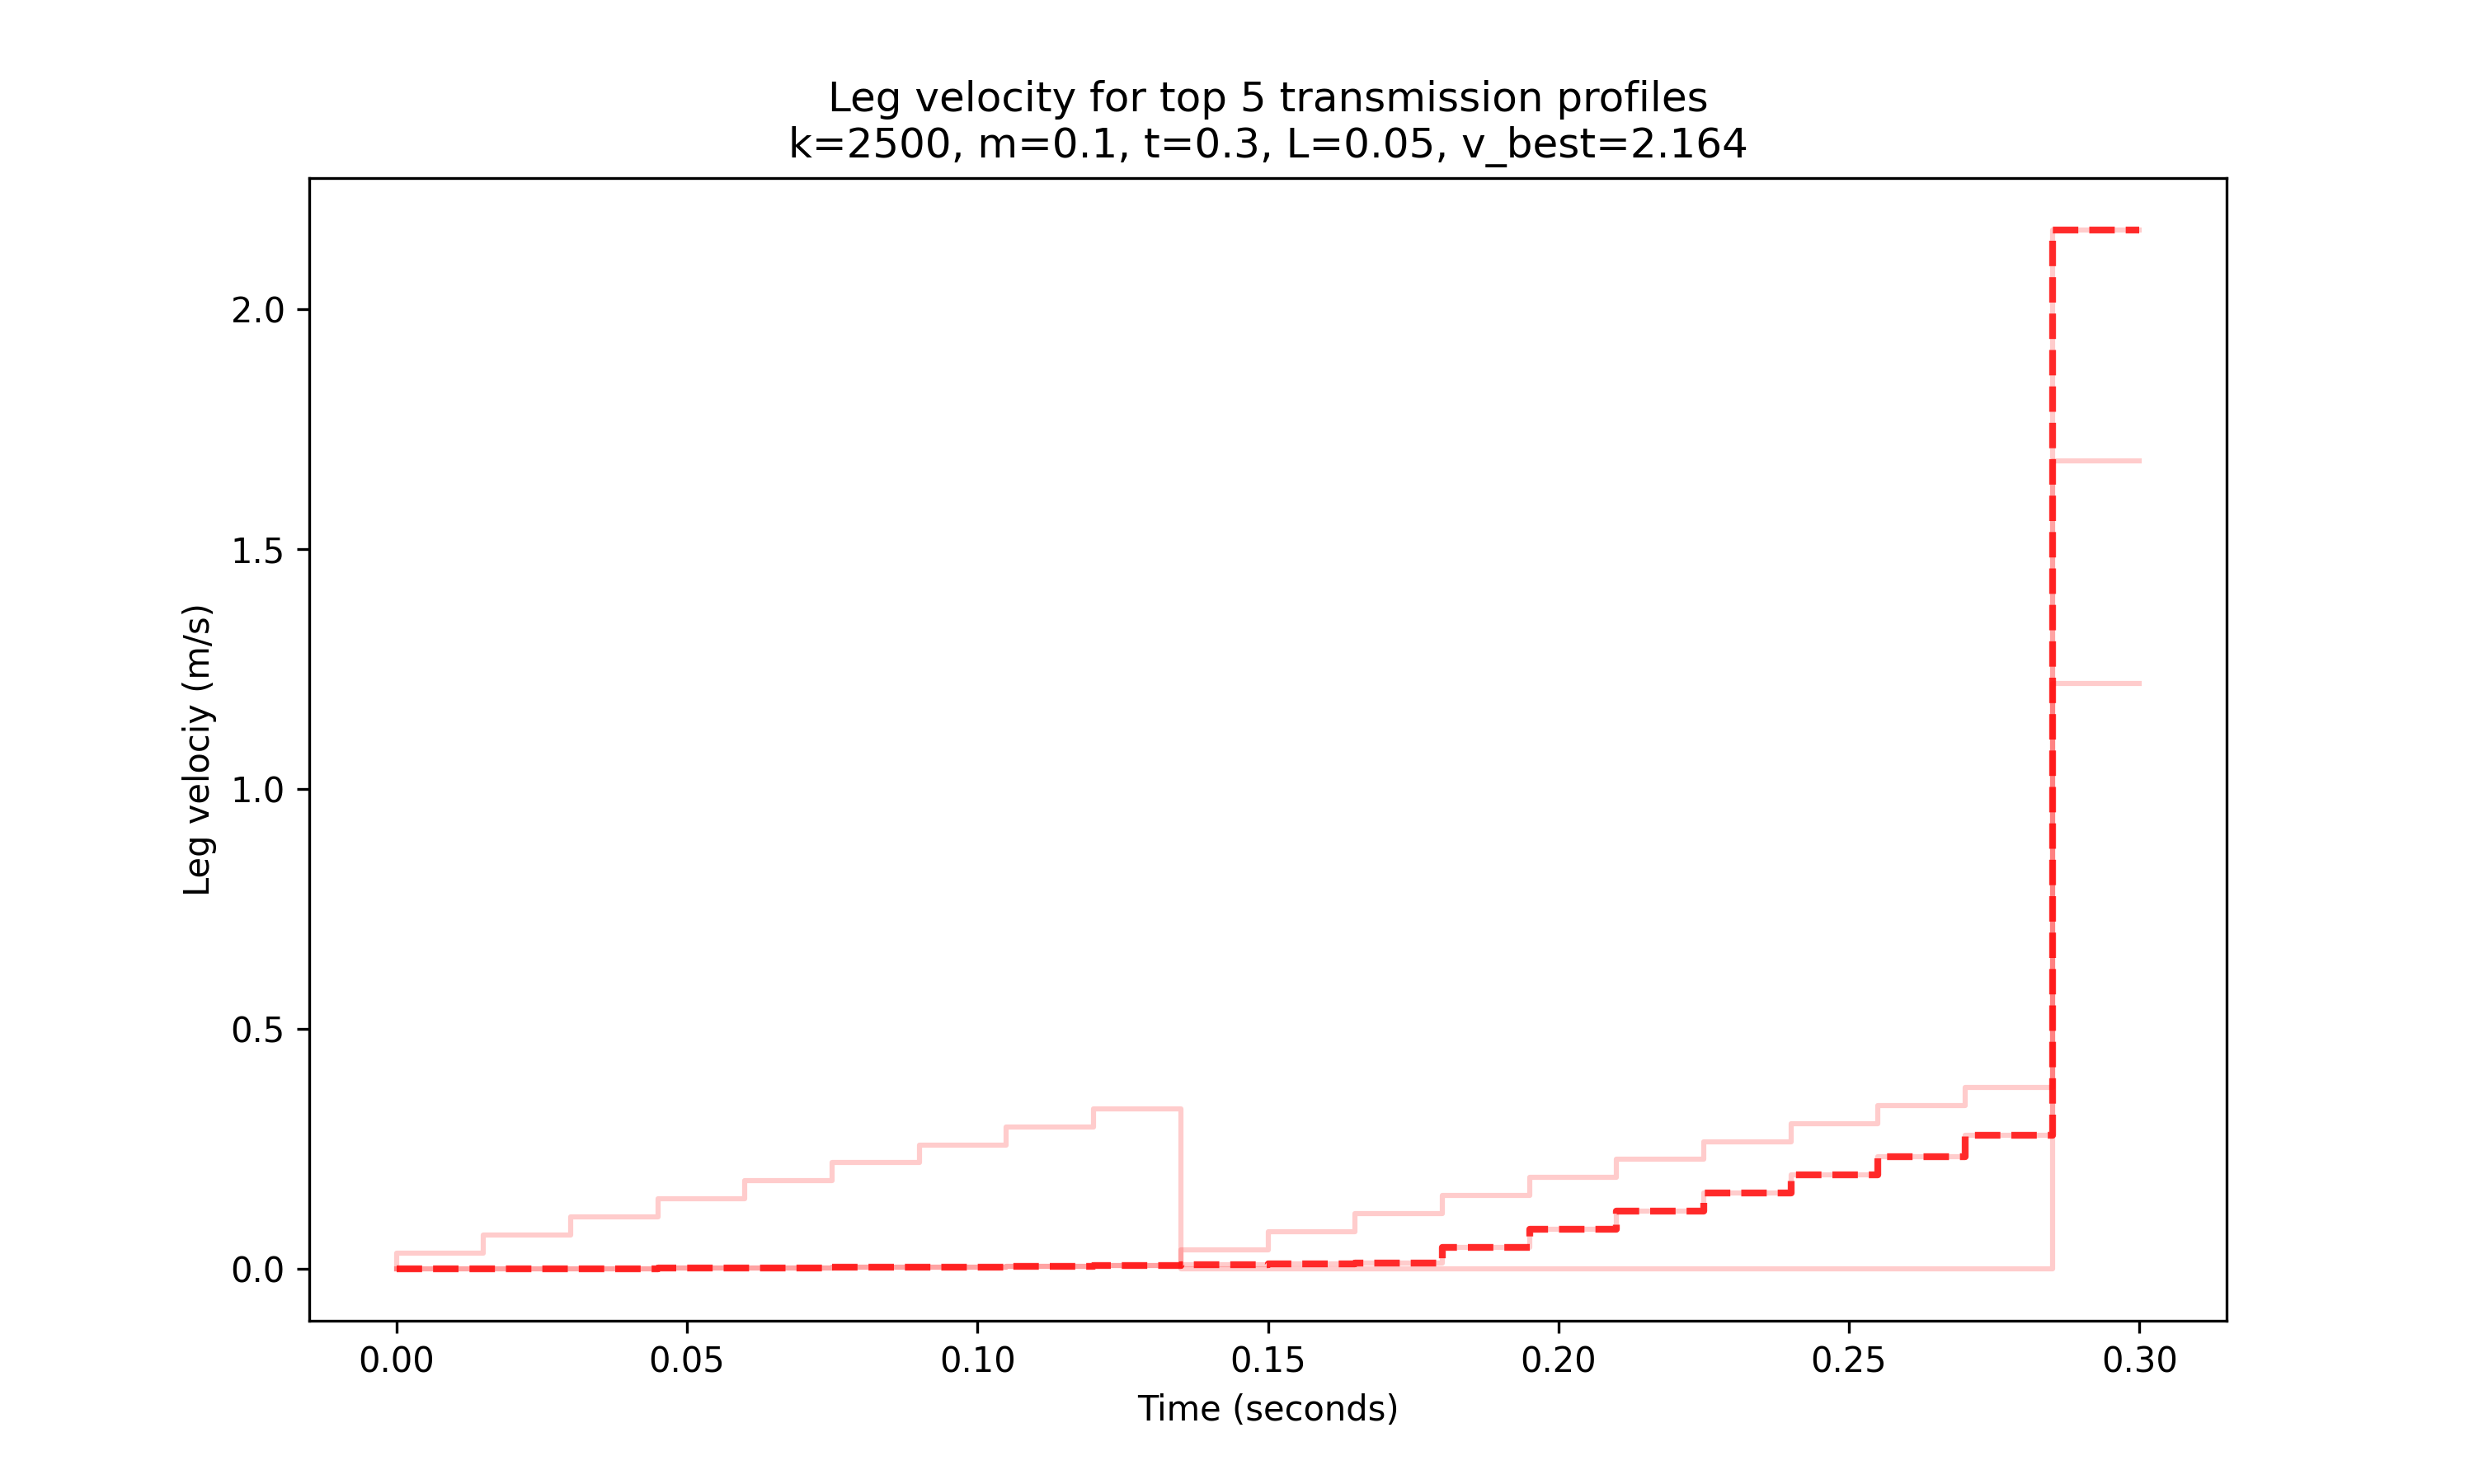 Leg velocity for top 5 transmission profiles
k=2500, m=0.1, t=0.3, L=0.05, v_best=2.164
Leg velociy (m/s)
2.0
1.5
1.0
0.5
0.0
0.00 0.05 0.10 0.15 0.20 0.25 0.30
Time (seconds)